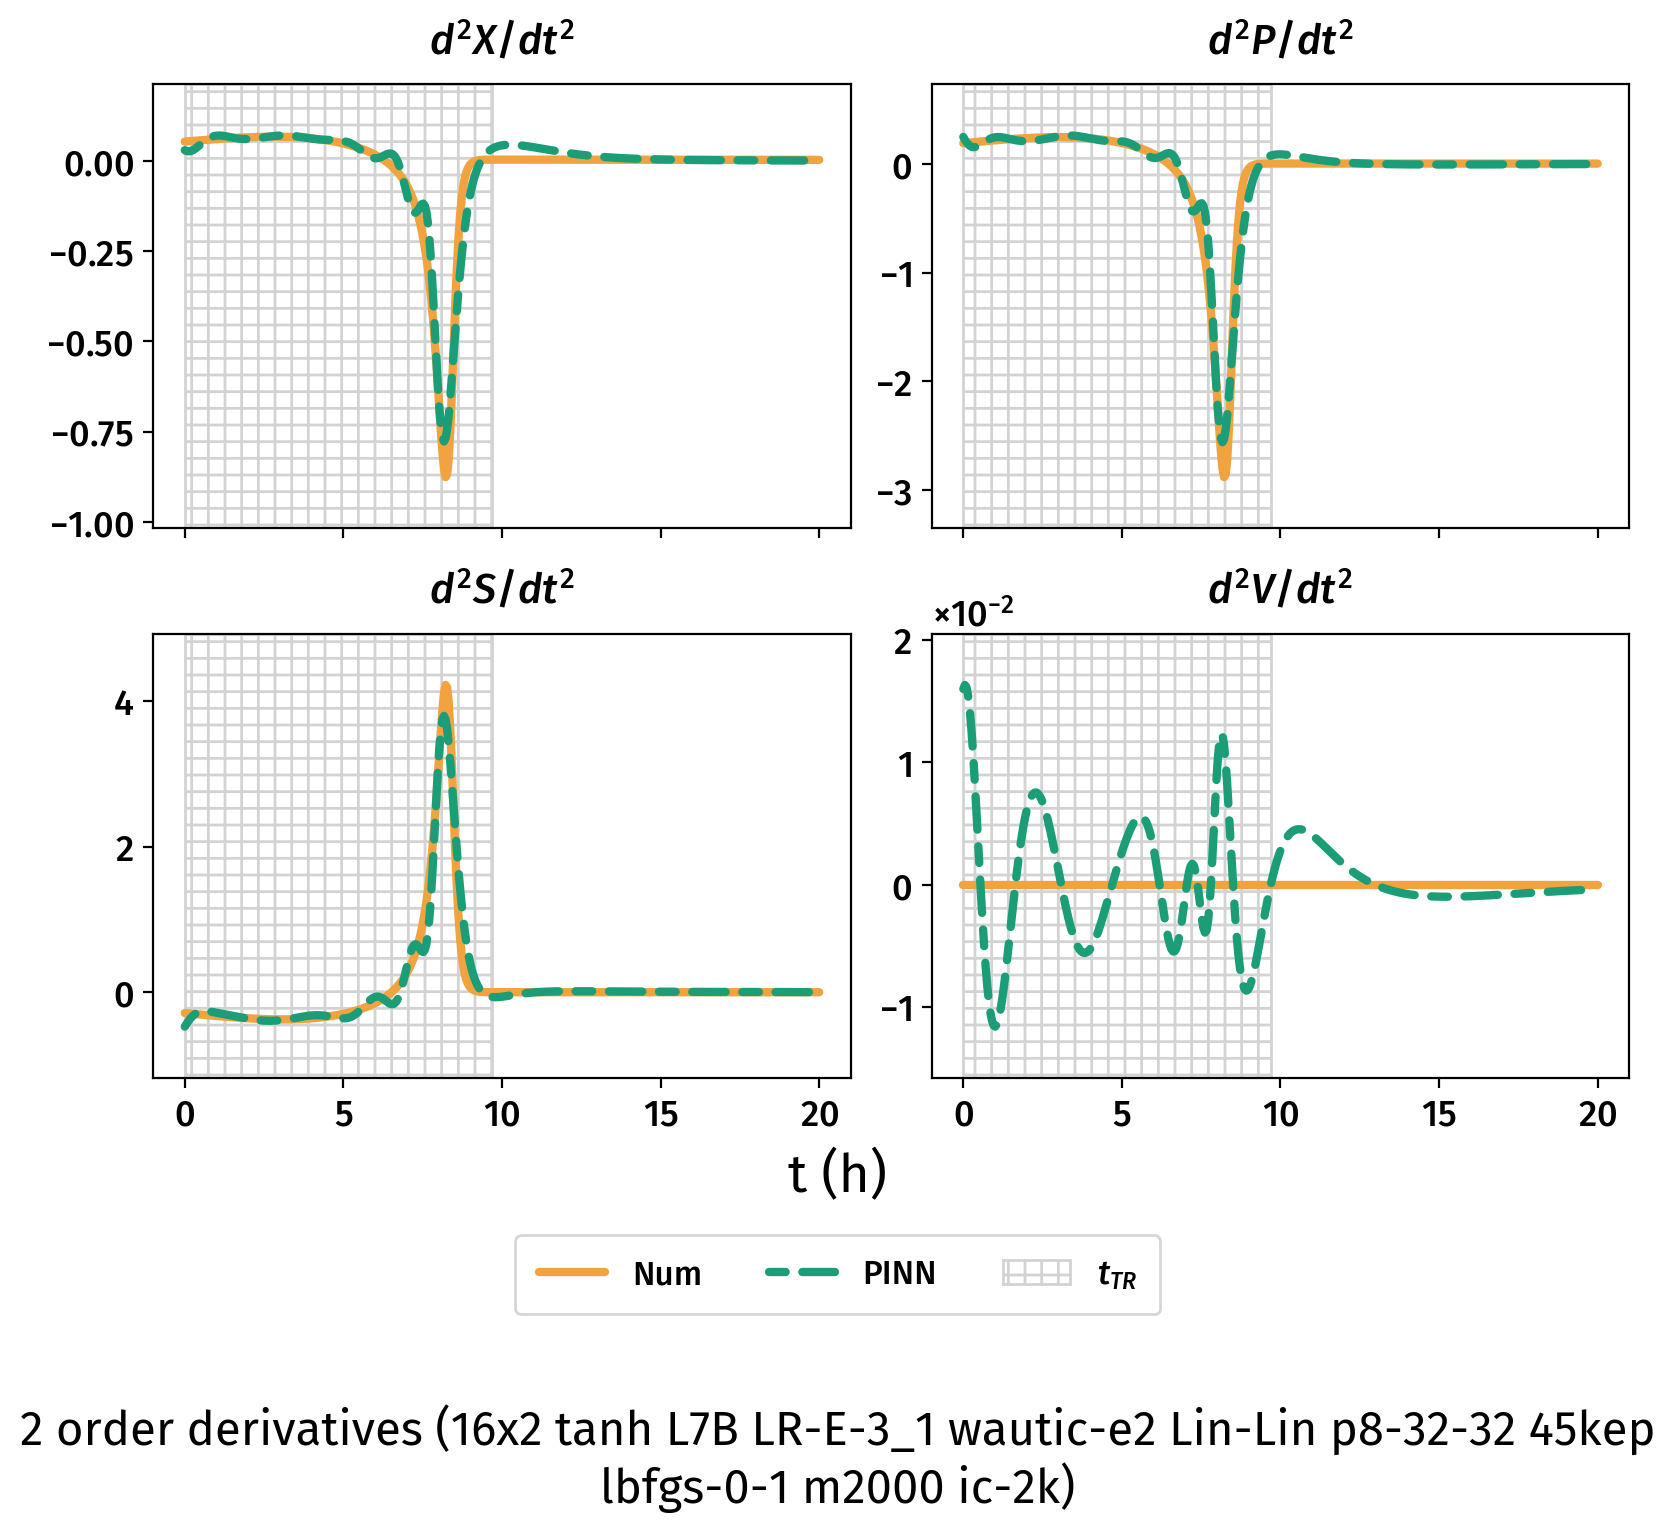 d²X/dt²
d²P/dt²
0.00
−0.25
−0.50
−0.75
−1.00
0
−1
−2
−3
d²S/dt²
d²V/dt²
×10⁻²
4
2
0
2
1
0
−1
0 5 10 15 20
0 5 10 15 20
t (h)
Num PINN t_TR
2 order derivatives (16x2 tanh L7B LR-E-3_1 wautic-e2 Lin-Lin p8-32-32 45kep
lbfgs-0-1 m2000 ic-2k)